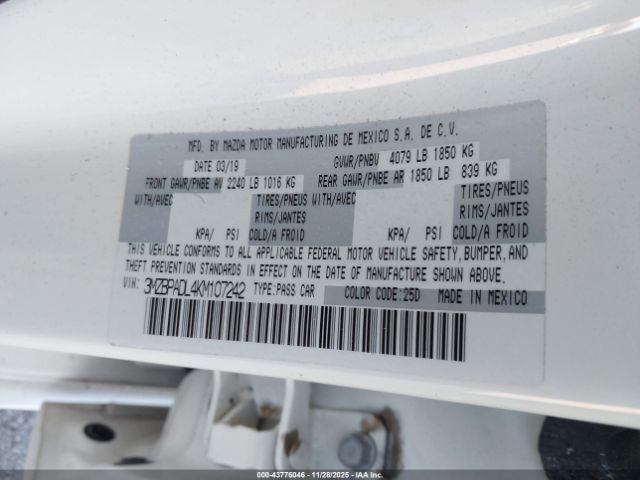 MFD. BY MAZDA MOTOR MANUFACTURING DE MEXICO S.A. DE C.V.
DATE 03/19 GVWR/PNBV 4079 LB 1850 KG
FRONT GAWR/PNBE AV 2240 LB 1016 KG REAR GAWR/PNBE AR 1850 LB 839 KG
WITH/AVEC TIRES/PNEUS WITH/AVEC TIRES/PNEUS
RIMS/JANTES RIMS/JANTES
KPA/ PSI COLD/A FROID KPA/ PSI COLD/A FROID
THIS VEHICLE CONFORMS TO ALL APPLICABLE FEDERAL MOTOR VEHICLE SAFETY, BUMPER, AND
THEFT PREVENTION STANDARDS IN EFFECT ON THE DATE OF MANUFACTURE SHOWN ABOVE.
VIN: 3MZBPADL4KM107242 TYPE:PASS CAR COLOR CODE:25D MADE IN MEXICO
000-43776046 11/28/2025 IAA Inc.